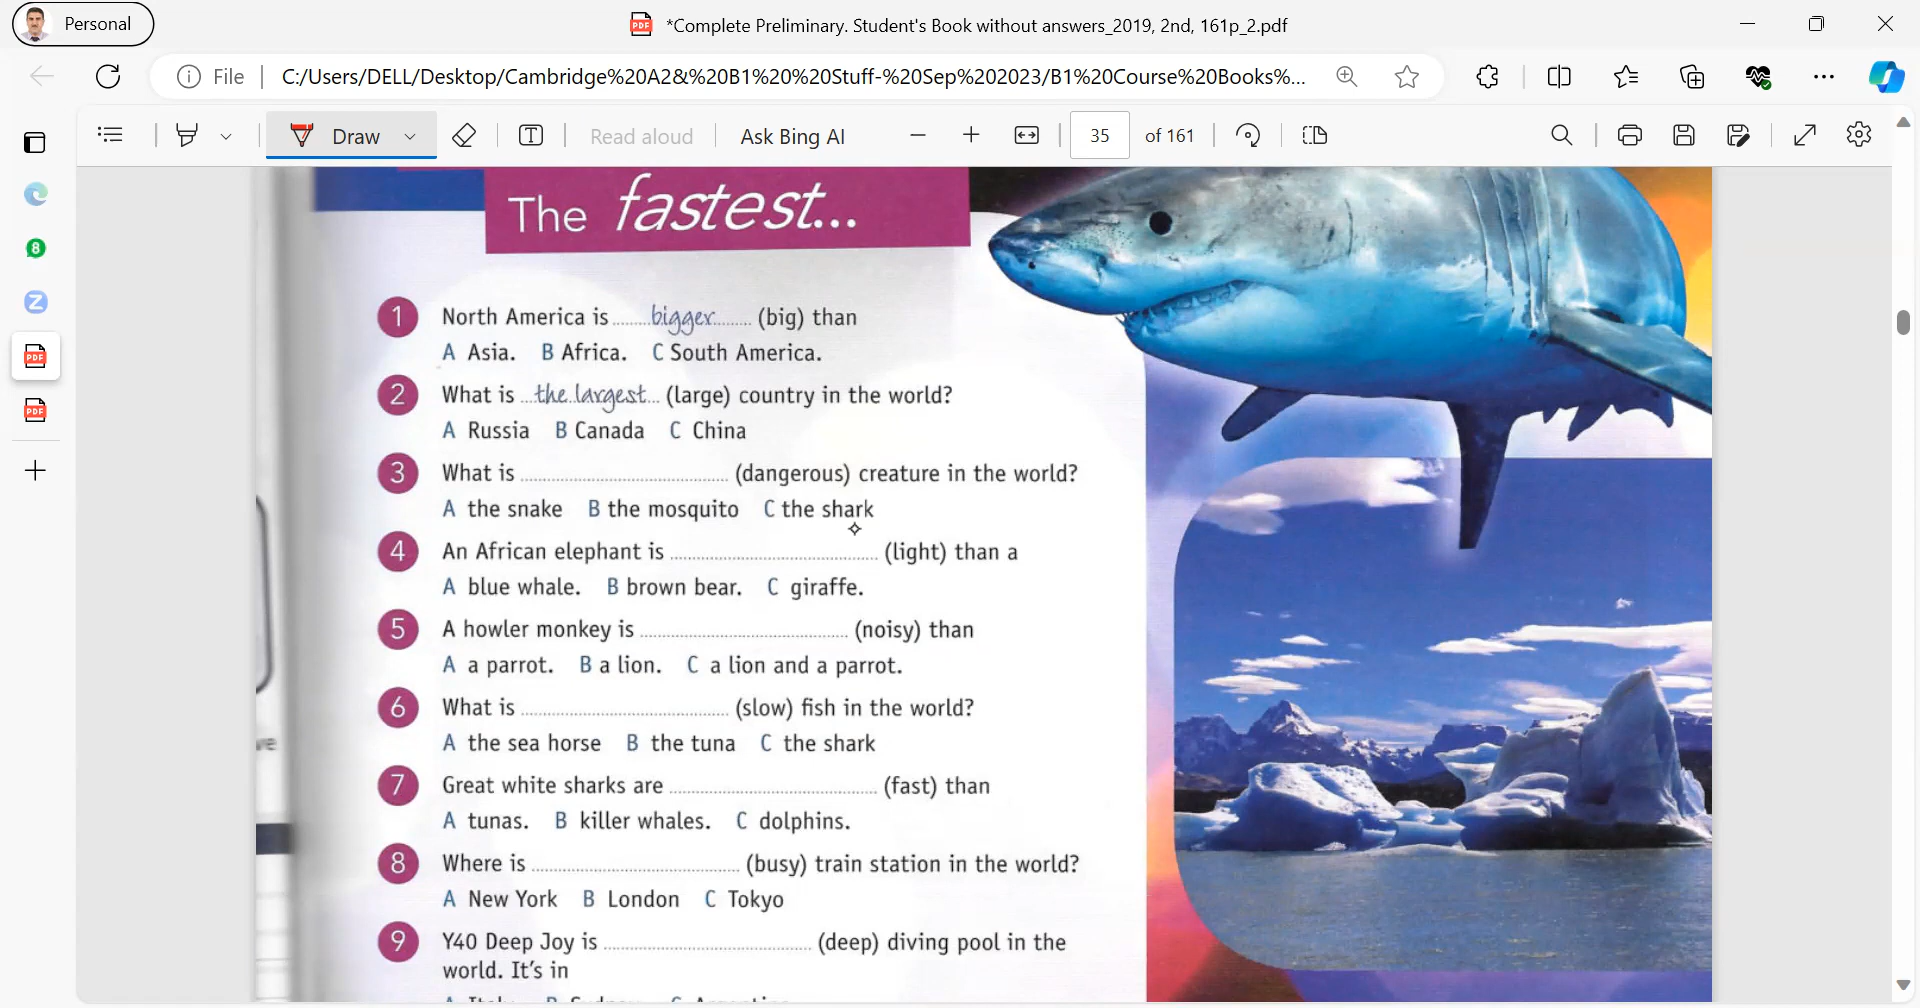 Personal
*Complete Preliminary. Student's Book without answers_2019, 2nd, 161p_2.pdf
File
C:/Users/DELL/Desktop/Cambridge%20A2&%20B1%20%20Stuff-%20Sep%202023/B1%20Course%20Books%...
Draw
Read aloud
Ask Bing AI
35 of 161
The fastest...
1 North America is bigger (big) than
A Asia. B Africa. C South America.
2 What is the largest (large) country in the world?
A Russia B Canada C China
3 What is .................... (dangerous) creature in the world?
A the snake B the mosquito C the shark
4 An African elephant is .................... (light) than a
A blue whale. B brown bear. C giraffe.
5 A howler monkey is .................... (noisy) than
A a parrot. B a lion. C a lion and a parrot.
6 What is .................... (slow) fish in the world?
A the sea horse B the tuna C the shark
7 Great white sharks are .................... (fast) than
A tunas. B killer whales. C dolphins.
8 Where is .................... (busy) train station in the world?
A New York B London C Tokyo
9 Y40 Deep Joy is .................... (deep) diving pool in the
world. It's in